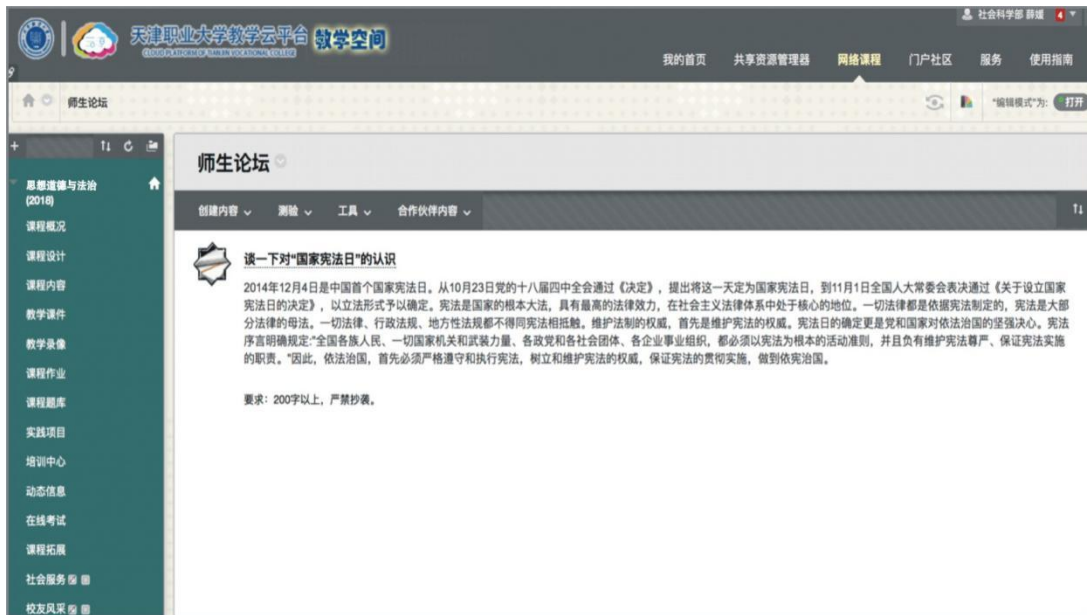 社会科学部 薛媛 4
天津职业大学教学云平台 教学空间
CLOUD PLATFORM OF TIANJIN VOCATIONAL COLLEGE
我的首页 共享资源管理器 网络课程 门户社区 服务 使用指南
师生论坛 "编辑模式"为: 打开
思想道德与法治
(2018)
课程概况
课程设计
课程内容
教学课件
教学录像
课程作业
课程题库
实践项目
培训中心
动态信息
在线考试
课程拓展
社会服务
校友风采
师生论坛
创建内容 测验 工具 合作伙伴内容
谈一下对"国家宪法日"的认识
2014年12月4日是中国首个国家宪法日。从10月23日党的十八届四中全会通过《决定》,提出将这一天定为国家宪法日,到11月1日全国人大常委会表决通过《关于设立国家
宪法日的决定》,以立法形式予以确定。宪法是国家的根本大法,具有最高的法律效力,在社会主义法律体系中处于核心的地位。一切法律都是依据宪法制定的,宪法是大部
分法律的母法。一切法律、行政法规、地方性法规都不得同宪法相抵触。维护法制的权威,首先是维护宪法的权威。宪法日的确定更是党和国家对依法治国的坚强决心。宪法
序言明确规定:"全国各族人民、一切国家机关和武装力量、各政党和各社会团体、各企业事业组织,都必须以宪法为根本的活动准则,并且负有维护宪法尊严、保证宪法实施
的职责。"因此,依法治国,首先必须严格遵守和执行宪法,树立和维护宪法的权威,保证宪法的贯彻实施,做到依宪治国。
要求:200字以上,严禁抄袭。